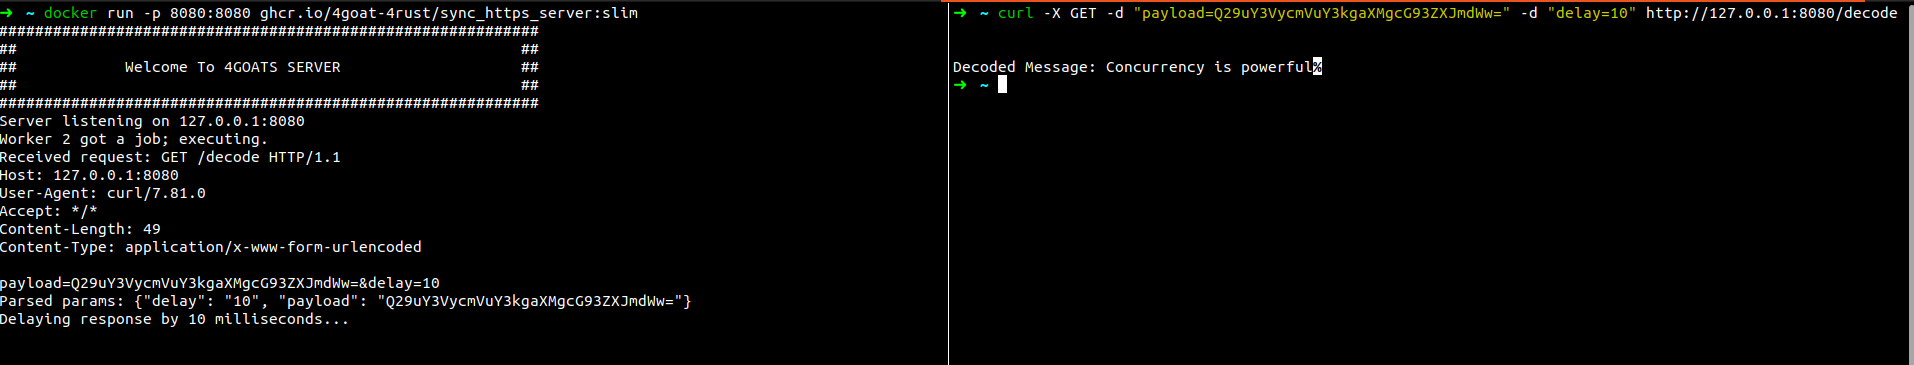 ➜  ~ docker run -p 8080:8080 ghcr.io/4goat-4rust/sync_https_server:slim
###########################################################
##                                                       ##
##            Welcome To 4GOATS SERVER                    ##
##                                                       ##
###########################################################
Server listening on 127.0.0.1:8080
Worker 2 got a job; executing.
Received request: GET /decode HTTP/1.1
Host: 127.0.0.1:8080
User-Agent: curl/7.81.0
Accept: */*
Content-Length: 49
Content-Type: application/x-www-form-urlencoded
payload=Q29uY3VycmVuY3kgaXMgcG93ZXJmdWw=&delay=10
Parsed params: {"delay": "10", "payload": "Q29uY3VycmVuY3kgaXMgcG93ZXJmdWw="}
Delaying response by 10 milliseconds...
➜  ~ curl -X GET -d "payload=Q29uY3VycmVuY3kgaXMgcG93ZXJmdWw=" -d "delay=10" http://127.0.0.1:8080/decode
Decoded Message: Concurrency is powerful%
➜  ~